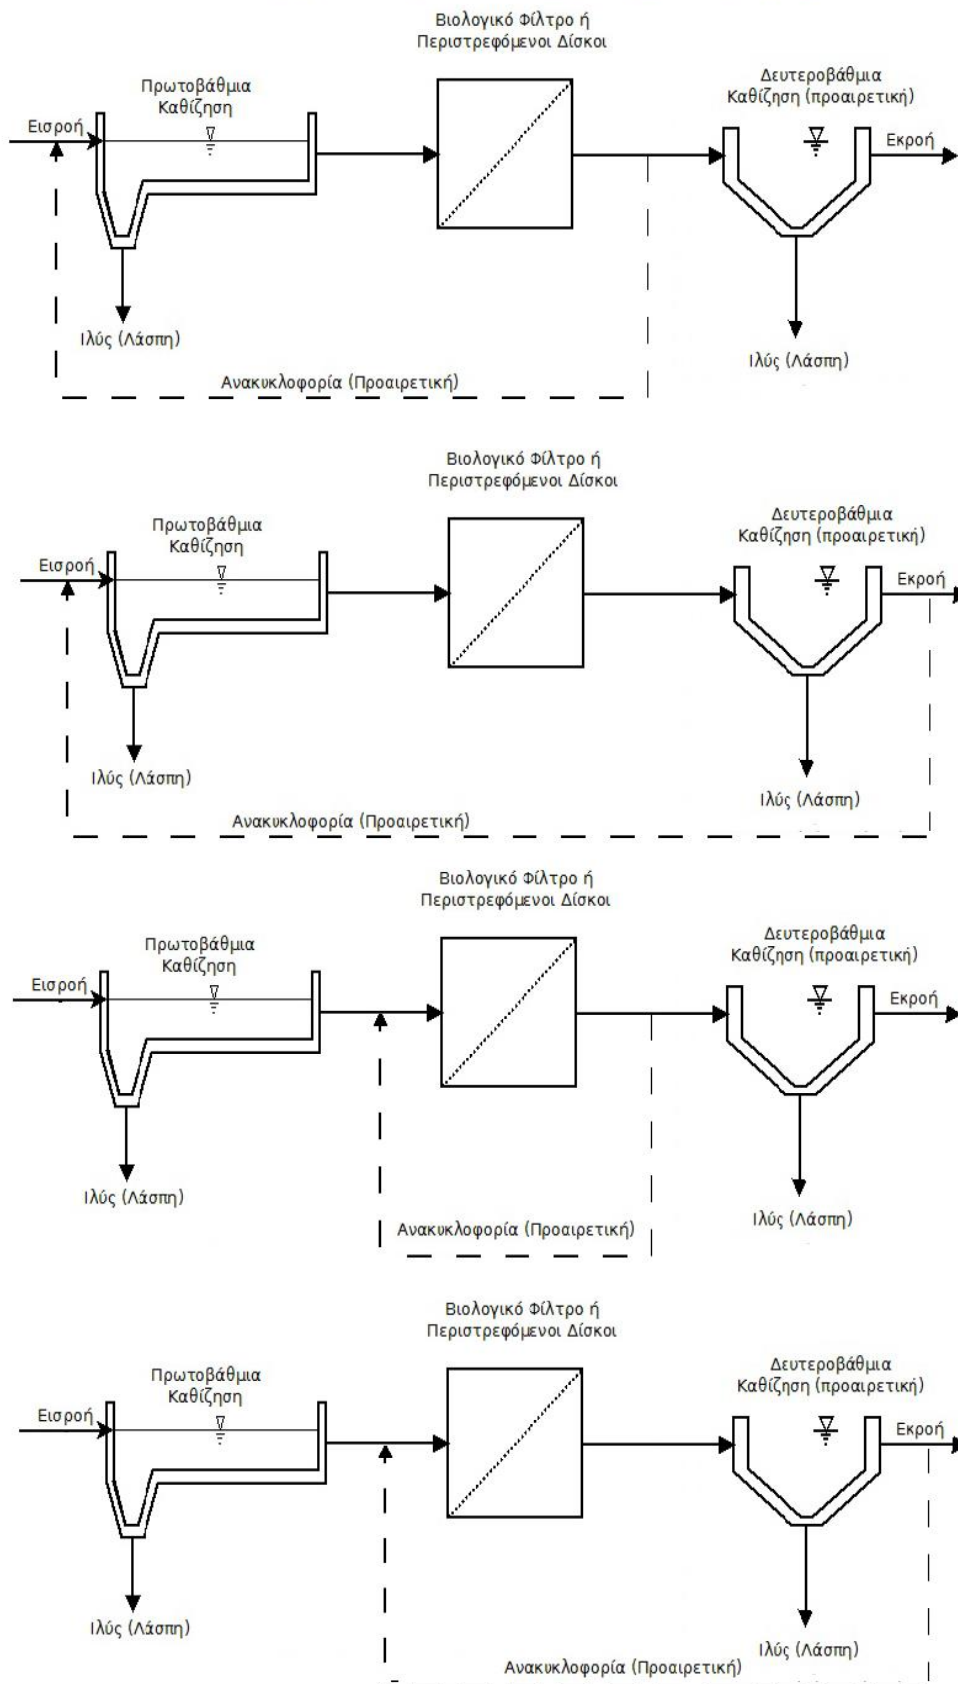 Βιολογικό Φίλτρο ή
Περιστρεφόμενοι Δίσκοι
Πρωτοβάθμια
Καθίζηση
Δευτεροβάθμια
Καθίζηση (προαιρετική)
Εισροή
Εκροή
Ιλύς (Λάσπη)
Ιλύς (Λάσπη)
Ανακυκλοφορία (Προαιρετική)
Βιολογικό Φίλτρο ή
Περιστρεφόμενοι Δίσκοι
Πρωτοβάθμια
Καθίζηση
Δευτεροβάθμια
Καθίζηση (προαιρετική)
Εισροή
Εκροή
Ιλύς (Λάσπη)
Ιλύς (Λάσπη)
Ανακυκλοφορία (Προαιρετική)
Βιολογικό Φίλτρο ή
Περιστρεφόμενοι Δίσκοι
Πρωτοβάθμια
Καθίζηση
Δευτεροβάθμια
Καθίζηση (προαιρετική)
Εισροή
Εκροή
Ιλύς (Λάσπη)
Ιλύς (Λάσπη)
Ανακυκλοφορία (Προαιρετική)
Βιολογικό Φίλτρο ή
Περιστρεφόμενοι Δίσκοι
Πρωτοβάθμια
Καθίζηση
Δευτεροβάθμια
Καθίζηση (προαιρετική)
Εισροή
Εκροή
Ιλύς (Λάσπη)
Ιλύς (Λάσπη)
Ανακυκλοφορία (Προαιρετική)